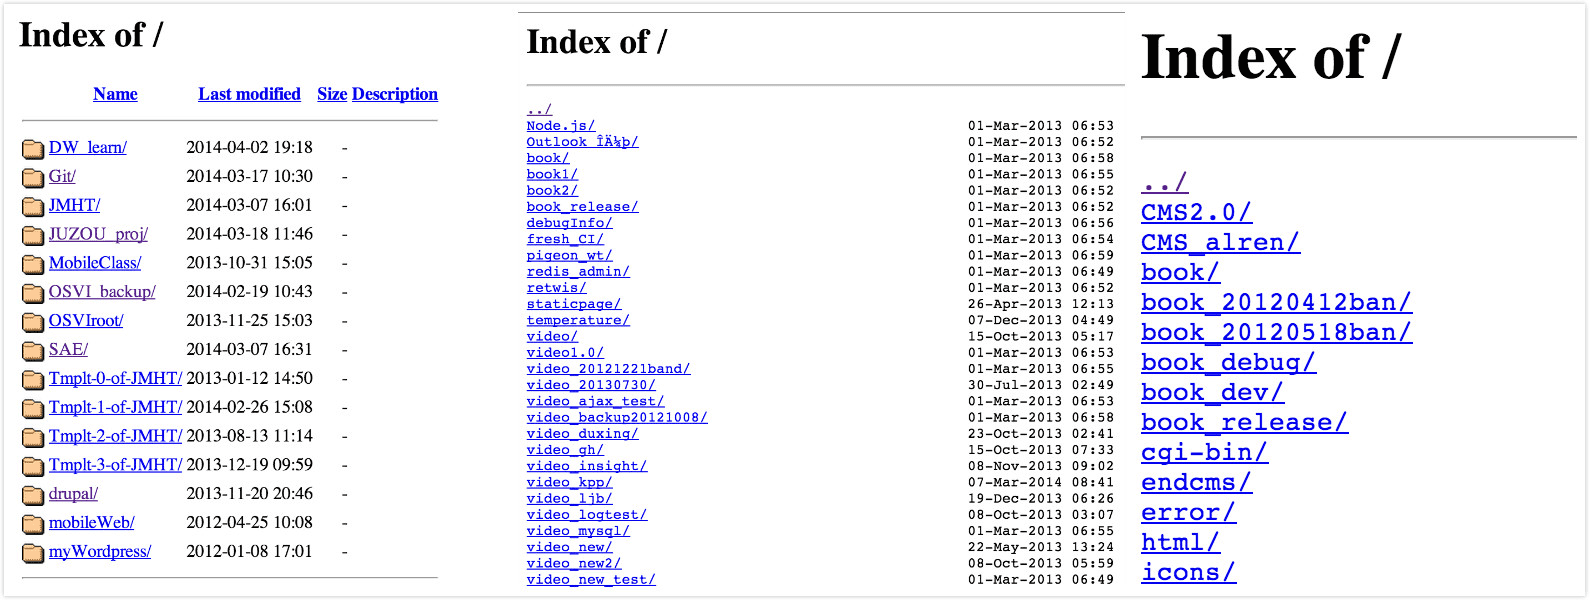 Index of /
Name Last modified Size Description
DW_learn/ 2014-04-02 19:18 -
Git/ 2014-03-17 10:30 -
JMHT/ 2014-03-07 16:01 -
JUZOU_proj/ 2014-03-18 11:46 -
MobileClass/ 2013-10-31 15:05 -
OSVI_backup/ 2014-02-19 10:43 -
OSVIroot/ 2013-11-25 15:03 -
SAE/ 2014-03-07 16:31 -
Tmplt-0-of-JMHT/ 2013-01-12 14:50 -
Tmplt-1-of-JMHT/ 2014-02-26 15:08 -
Tmplt-2-of-JMHT/ 2013-08-13 11:14 -
Tmplt-3-of-JMHT/ 2013-12-19 09:59 -
drupal/ 2013-11-20 20:46 -
mobileWeb/ 2012-04-25 10:08 -
myWordpress/ 2012-01-08 17:01 -
Index of /
../
Node.js/ 01-Mar-2013 06:53
Outlook ÎÄ¼þ/ 01-Mar-2013 06:52
book/ 01-Mar-2013 06:58
book1/ 01-Mar-2013 06:55
book2/ 01-Mar-2013 06:52
book_release/ 01-Mar-2013 06:52
debugInfo/ 01-Mar-2013 06:56
fresh_CI/ 01-Mar-2013 06:54
pigeon_wt/ 01-Mar-2013 06:59
redis_admin/ 01-Mar-2013 06:49
retwis/ 01-Mar-2013 06:52
staticpage/ 26-Apr-2013 12:13
temperature/ 07-Dec-2013 04:49
video/ 15-Oct-2013 05:17
video1.0/ 01-Mar-2013 06:53
video_20121221band/ 01-Mar-2013 06:55
video_20130730/ 30-Jul-2013 02:49
video_ajax_test/ 01-Mar-2013 06:53
video_backup20121008/ 01-Mar-2013 06:58
video_duxing/ 23-Oct-2013 02:41
video_gh/ 15-Oct-2013 07:33
video_insight/ 08-Nov-2013 09:02
video_kpp/ 07-Mar-2014 08:41
video_ljb/ 19-Dec-2013 06:26
video_logtest/ 08-Oct-2013 03:07
video_mysql/ 01-Mar-2013 06:55
video_new/ 22-May-2013 13:24
video_new2/ 08-Oct-2013 05:59
video_new_test/ 01-Mar-2013 06:49
Index of /
../
CMS2.0/
CMS_alren/
book/
book_20120412ban/
book_20120518ban/
book_debug/
book_dev/
book_release/
cgi-bin/
endcms/
error/
html/
icons/